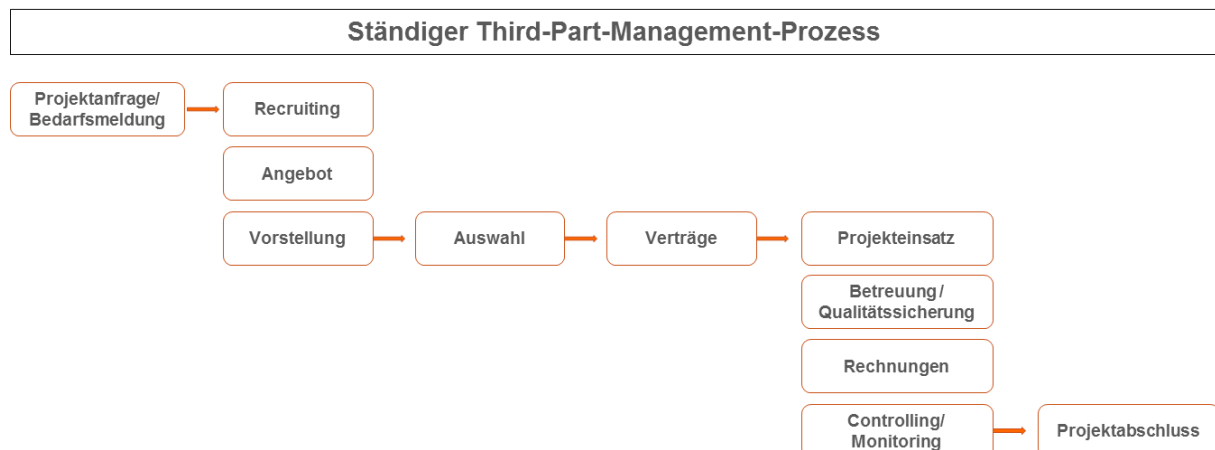 Ständiger Third-Part-Management-Prozess
Projektanfrage/
Bedarfsmeldung
Recruiting
Angebot
Vorstellung
Auswahl
Verträge
Projekteinsatz
Betreuung /
Qualitätssicherung
Rechnungen
Controlling/
Monitoring
Projektabschluss